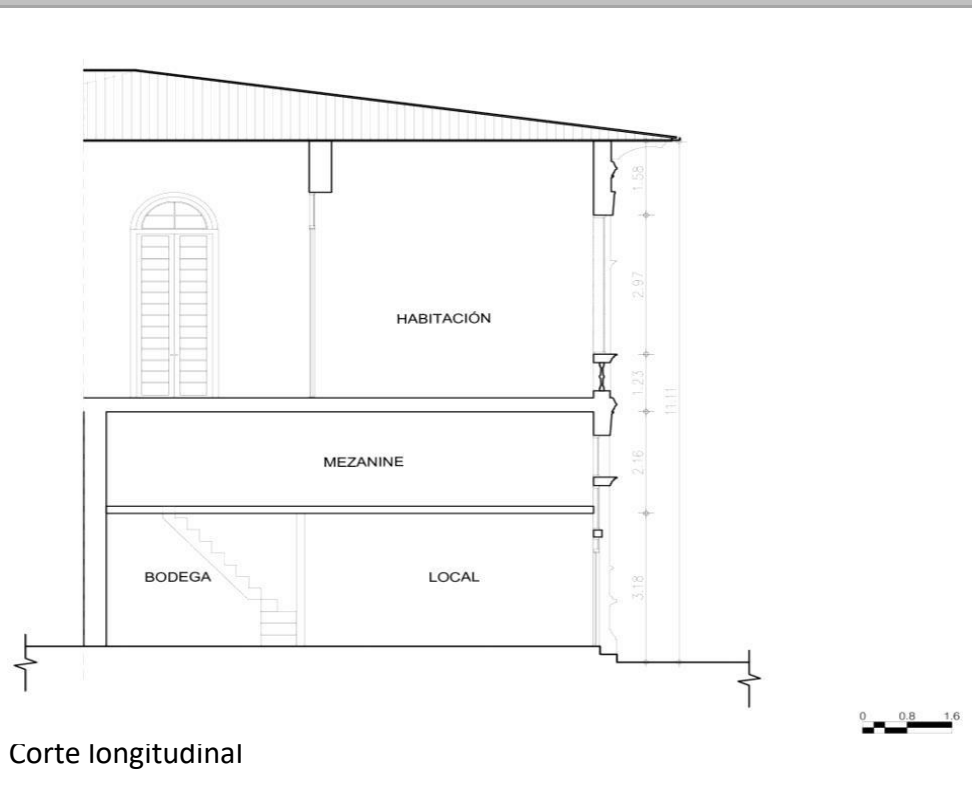 1.58
2.97
HABITACIÓN
1.23
11.11
2.16
MEZANINE
BODEGA
LOCAL
3.18
0 0.8 1.6
Corte longitudinal